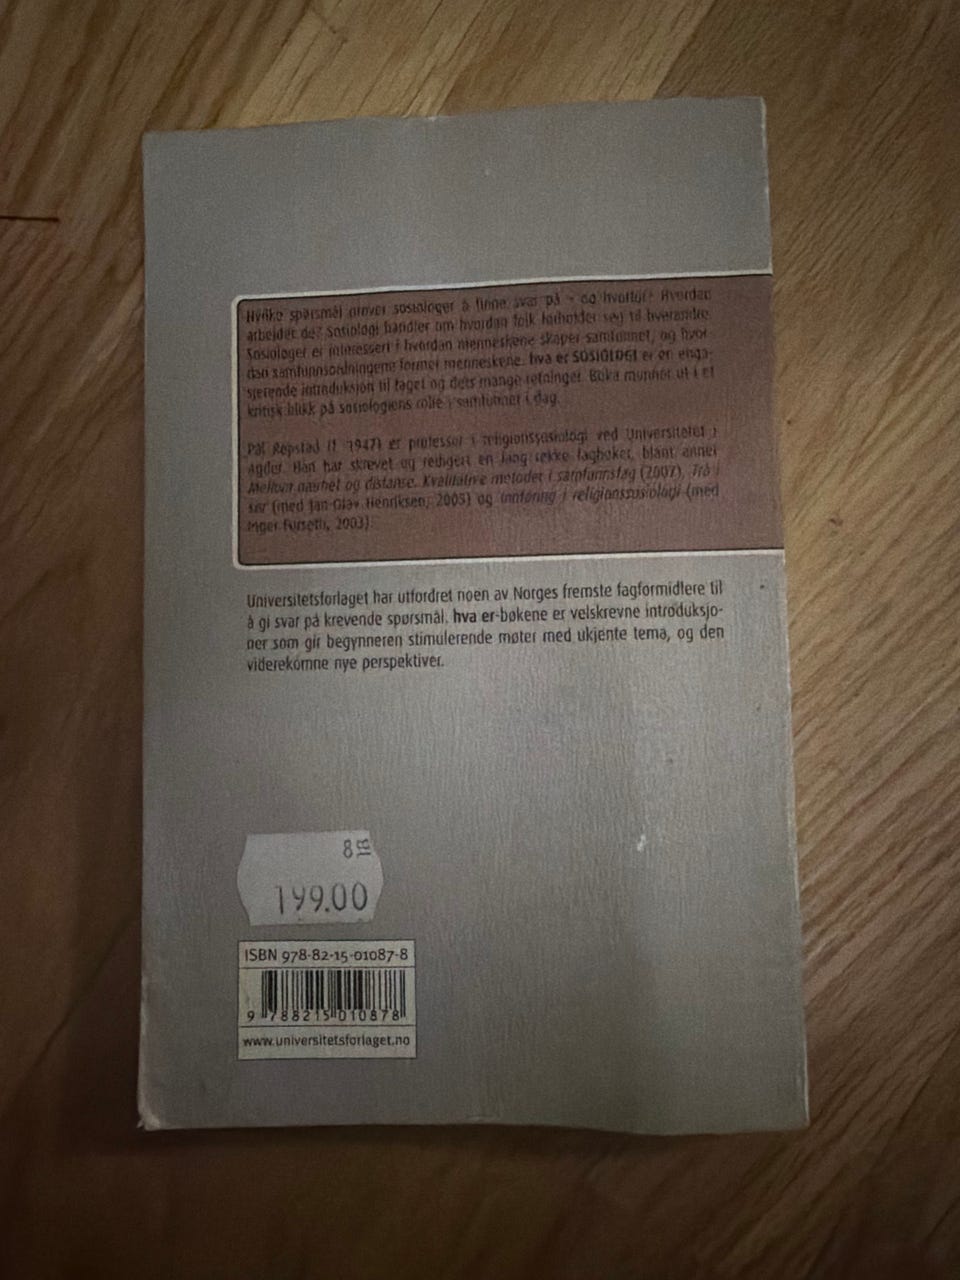 Hvilke spørsmål prøver sosiologer å finne svar på – og hvorfor? Hvordan
arbeider de? Sosiologi handler om hvordan folk forholder seg til hverandre.
Sosiologer er interessert i hvordan menneskene skaper samfunnet, og hvor-
dan samfunnsordningene former menneskene. hva er SOSIOLOGI er en enga-
sjerende introduksjon til faget og dets mange retninger. Boka munner ut i et
kritisk blikk på sosiologiens rolle i samfunnet i dag.
Pål Repstad (f. 1947) er professor i religionssosiologi ved Universitetet i
Agder. Han har skrevet og redigert en lang rekke fagbøker, blant annet
Mellom nærhet og distanse. Kvalitative metoder i samfunnsfag (2007), Trø i
sør (med Jan-Olav Henriksen, 2005) og Innføring i religionssosiologi (med
Inger Furseth, 2003).
Universitetsforlaget har utfordret noen av Norges fremste fagformidlere til
å gi svar på krevende spørsmål. hva er-bøkene er velskrevne introduksjo-
ner som gir begynneren stimulerende møter med ukjente tema, og den
viderekomne nye perspektiver.
199.00
ISBN 978-82-15-01087-8
9 788215 010878
www.universitetsforlaget.no